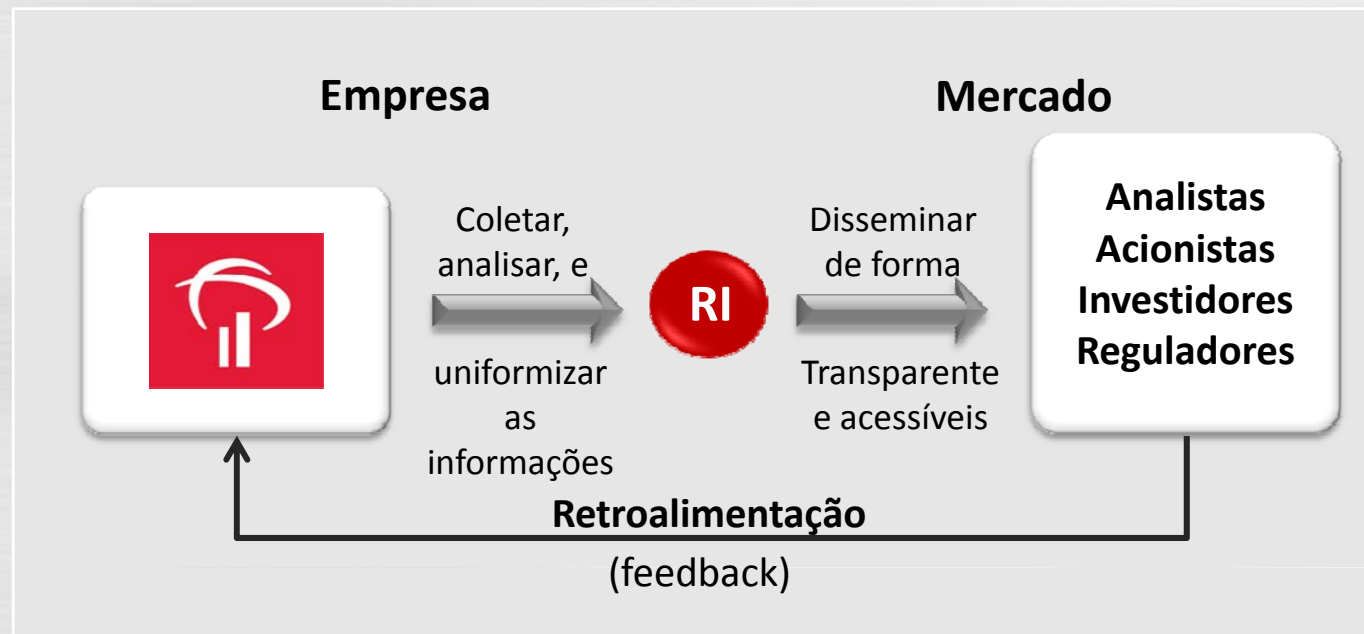 Empresa
Mercado
Coletar,
analisar, e
uniformizar
as
informações
RI
Disseminar
de forma
Transparente
e acessíveis
Analistas
Acionistas
Investidores
Reguladores
Retroalimentação
(feedback)